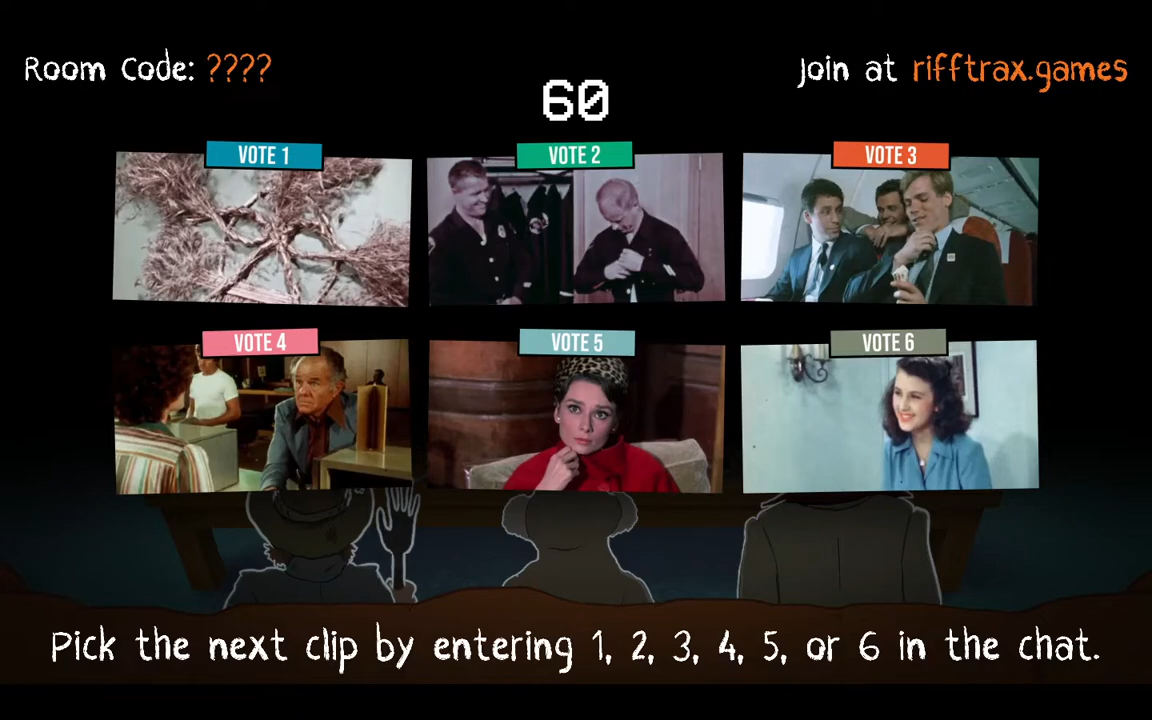 Room Code: ????
Join at rifftrax.games
60
VOTE 1
VOTE 2
VOTE 3
VOTE 4
VOTE 5
VOTE 6
Pick the next clip by entering 1, 2, 3, 4, 5, or 6 in the chat.